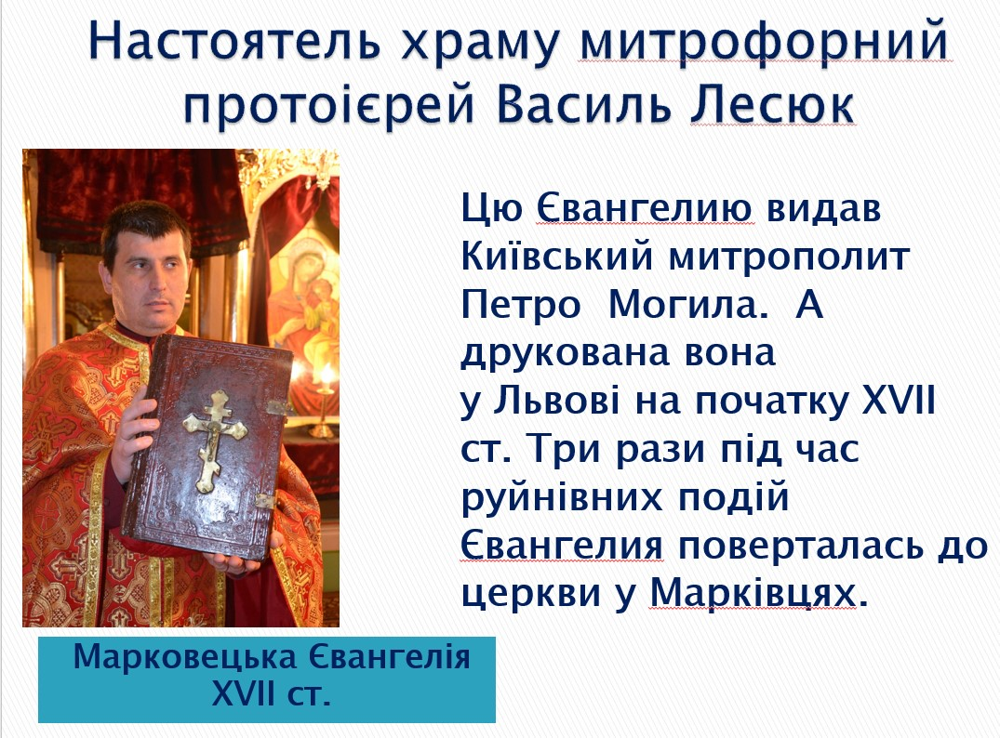 Настоятель храму митрофорний
протоієрей Василь Лесюк
Цю Євангелию видав
Київський митрополит
Петро Могила. А
друкована вона
у Львові на початку XVII
ст. Три рази під час
руйнівних подій
Євангелия поверталась до
церкви у Марківцях.
Марковецька Євангелія
XVII ст.